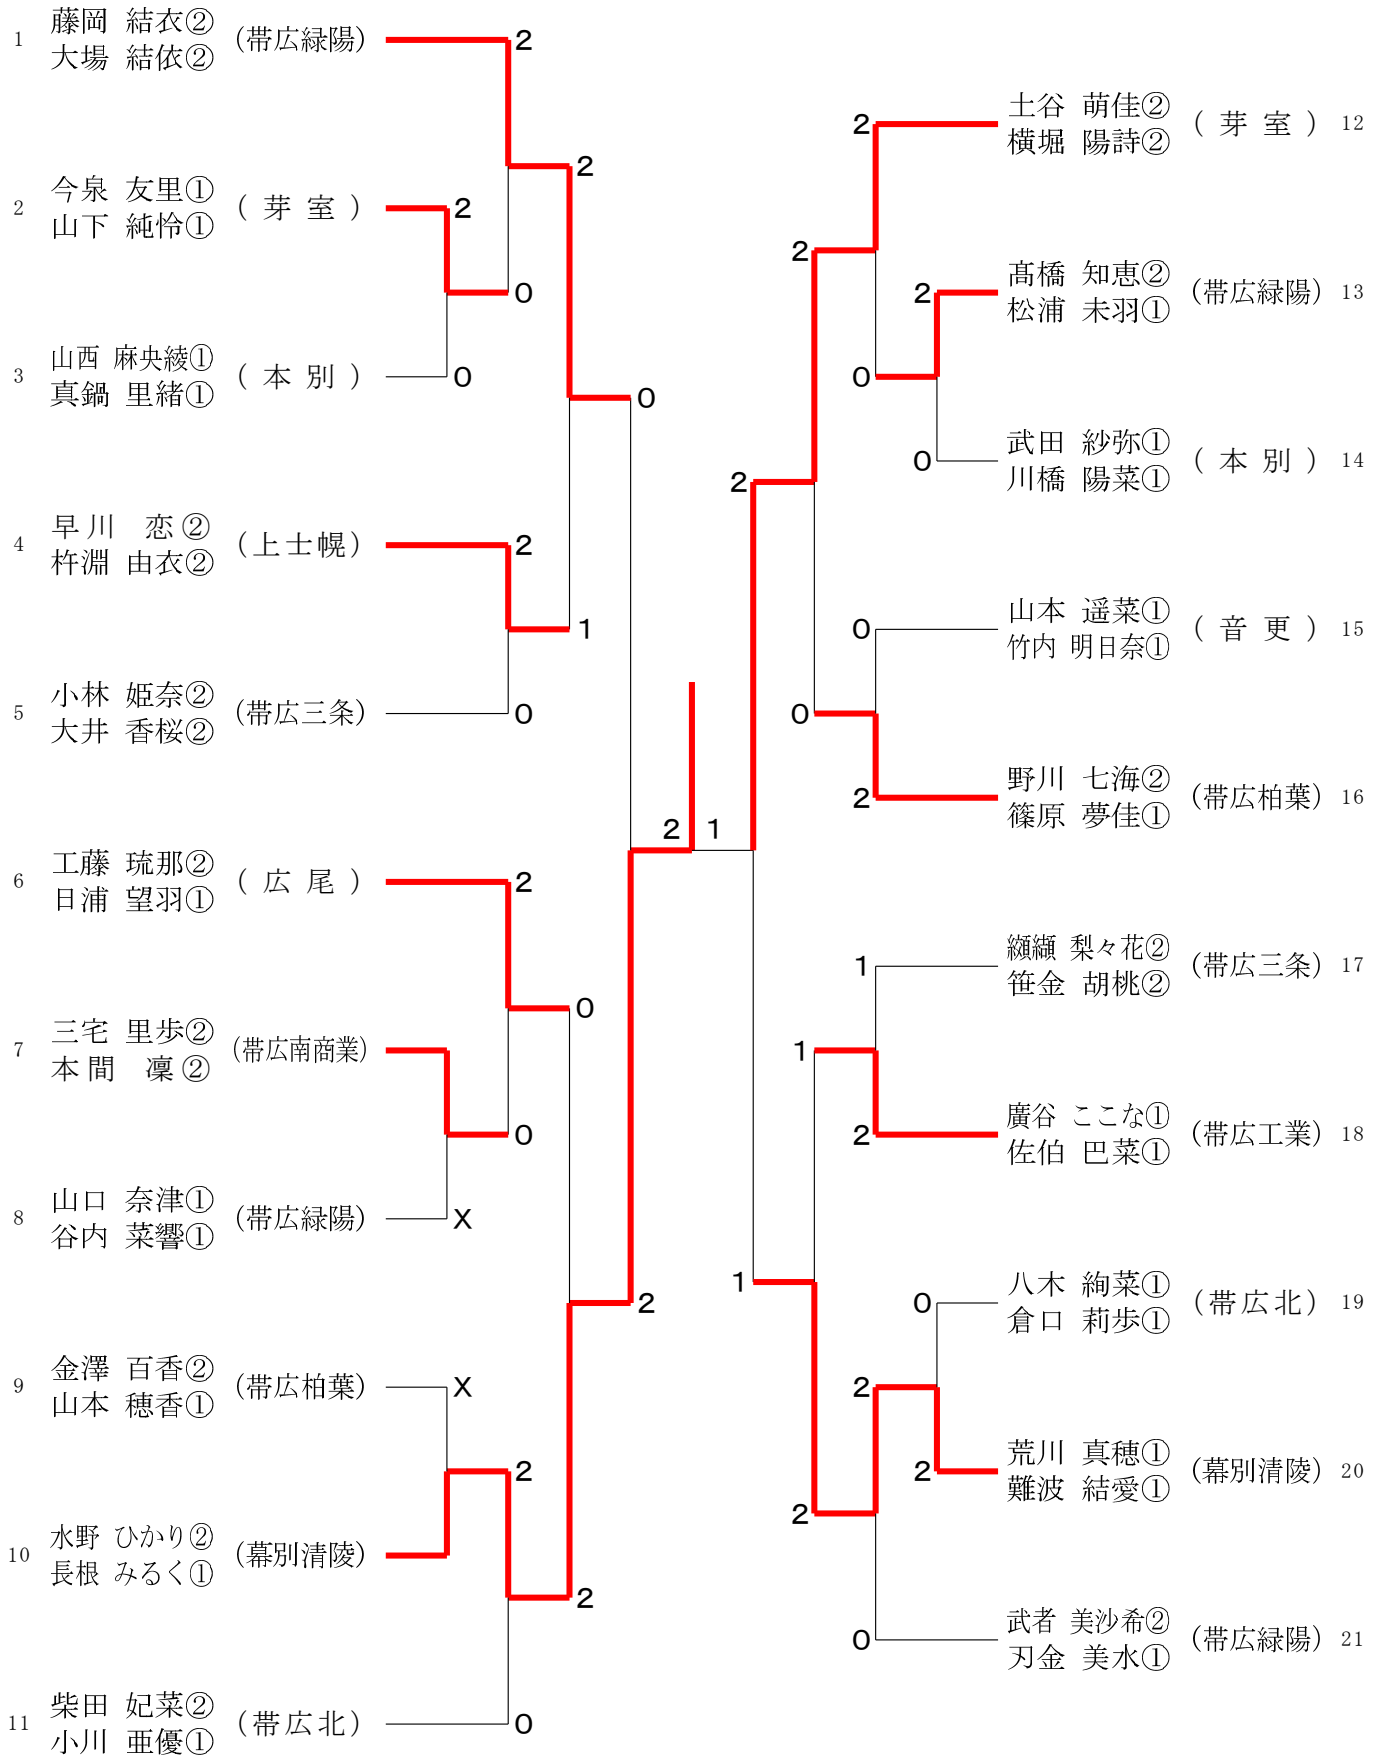 1 藤岡 結衣② (帯広緑陽) 2
大場 結依②
2
2 今泉 友里① ( 芽 室 ) 2
山下 純怜①
0
3 山西 麻央綾① ( 本 別 ) 0
真鍋 里緒①
0
4 早川 恋② (上士幌) 2
杵淵 由衣②
1
5 小林 姫奈② (帯広三条) 0
大井 香桜②
2 1
6 工藤 琉那② ( 広 尾 ) 2
日浦 望羽①
0
7 三宅 里歩② (帯広南商業)
本間 凜②
0
8 山口 奈津① (帯広緑陽) X
谷内 菜響①
2
9 金澤 百香② (帯広柏葉) X
山本 穂香①
2
10 水野 ひかり② (幕別清陵)
長根 みるく①
2
11 柴田 妃菜② (帯広北) 0
小川 亜優①
2 土谷 萌佳② ( 芽 室 ) 12
横堀 陽詩②
2
2 髙橋 知恵② (帯広緑陽) 13
松浦 未羽①
0
0 武田 紗弥① ( 本 別 ) 14
川橋 陽菜①
2
0 山本 遥菜① ( 音 更 ) 15
竹内 明日奈①
0
2 野川 七海② (帯広柏葉) 16
篠原 夢佳①
1 纐纈 梨々花② (帯広三条) 17
笹金 胡桃②
1
2 廣谷 ここな① (帯広工業) 18
佐伯 巴菜①
1
0 八木 絢菜① (帯広北) 19
倉口 莉歩①
2
2 荒川 真穂① (幕別清陵) 20
難波 結愛①
2
0 武者 美沙希② (帯広緑陽) 21
刃金 美水①